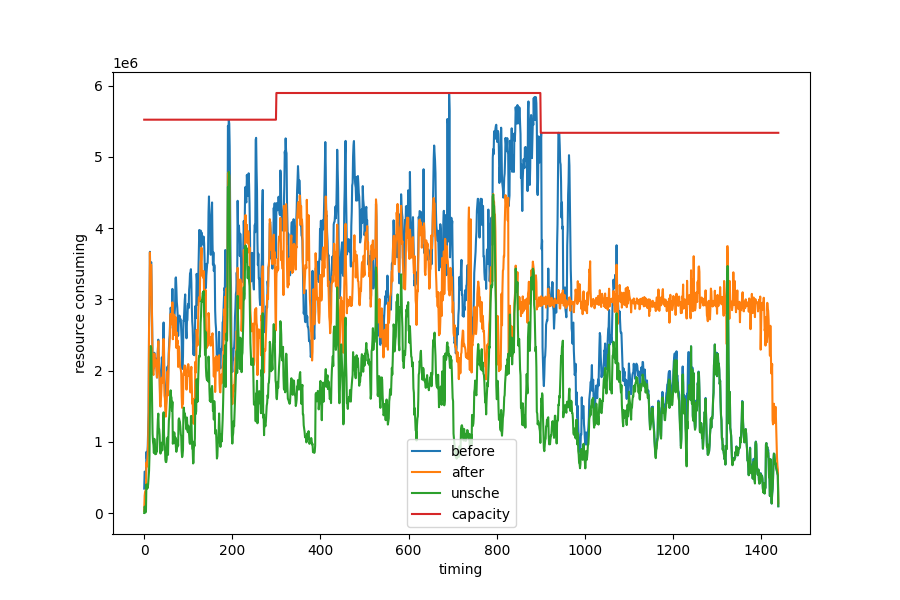 1e6
6
5
4
3
2
1
0
resource consuming
before
after
unsche
capacity
0 200 400 600 800 1000 1200 1400
timing